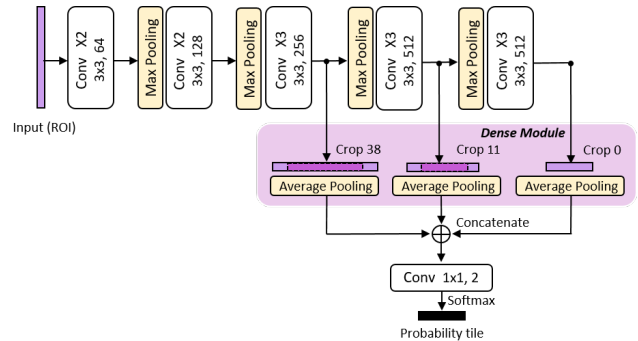 Input (ROI)
Conv X2
3x3, 64
Max Pooling
Conv X2
3x3, 128
Max Pooling
Conv X3
3x3, 256
Max Pooling
Conv X3
3x3, 512
Max Pooling
Conv X3
3x3, 512
Dense Module
Crop 38
Crop 11
Crop 0
Average Pooling
Average Pooling
Average Pooling
Concatenate
Conv 1x1, 2
Softmax
Probability tile